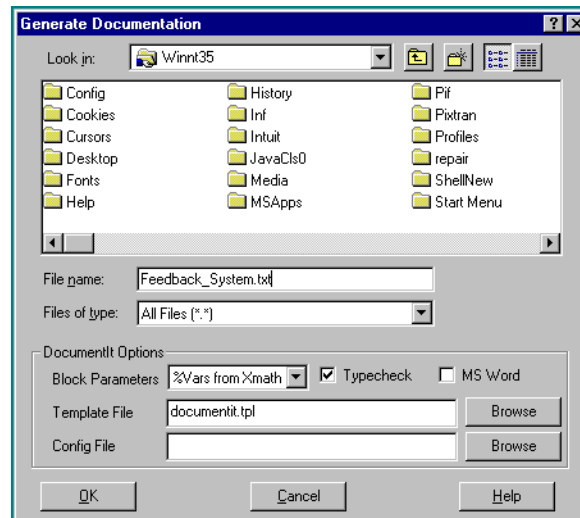 Generate Documentation
Look in: Winnt35
Config History Pif
Cookies Inf Pixtran
Cursors Intuit Profiles
Desktop JavaCls0 repair
Fonts Media ShellNew
Help MSApps Start Menu
File name: Feedback_System.txt
Files of type: All Files (*.*)
DocumentIt Options
Block Parameters %Vars from Xmath Typecheck MS Word
Template File documentit.tpl Browse
Config File Browse
OK Cancel Help